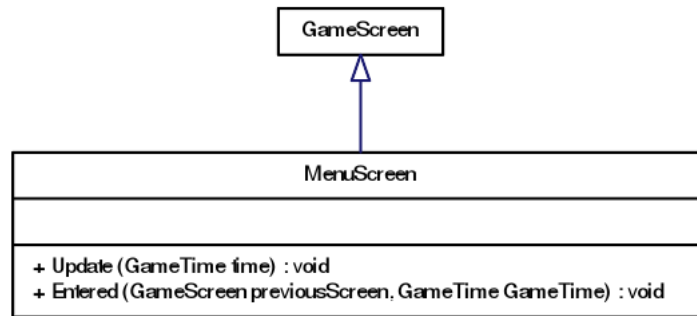 GameScreen
MenuScreen
+ Update (GameTime time) : void
+ Entered (GameScreen previousScreen, GameTime GameTime) : void